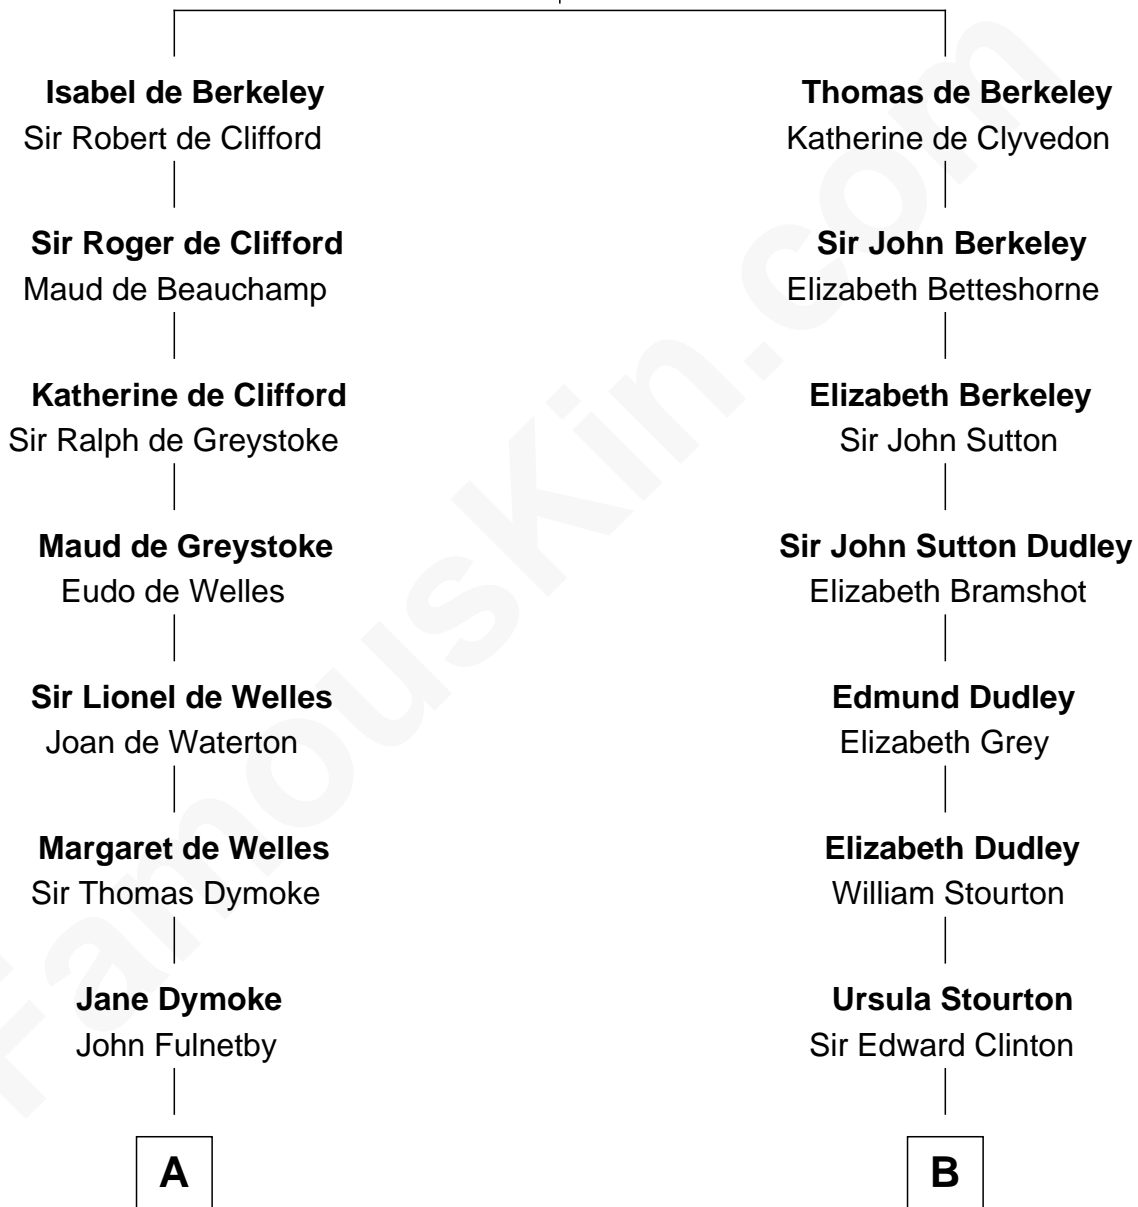 Isabel de Berkeley
Sir Robert de Clifford
Sir Roger de Clifford
Maud de Beauchamp
Katherine de Clifford
Sir Ralph de Greystoke
Maud de Greystoke
Eudo de Welles
Sir Lionel de Welles
Joan de Waterton
Margaret de Welles
Sir Thomas Dymoke
Jane Dymoke
John Fulnetby
A
Thomas de Berkeley
Katherine de Clyvedon
Sir John Berkeley
Elizabeth Betteshorne
Elizabeth Berkeley
Sir John Sutton
Sir John Sutton Dudley
Elizabeth Bramshot
Edmund Dudley
Elizabeth Grey
Elizabeth Dudley
William Stourton
Ursula Stourton
Sir Edward Clinton
B
FamousKin.com